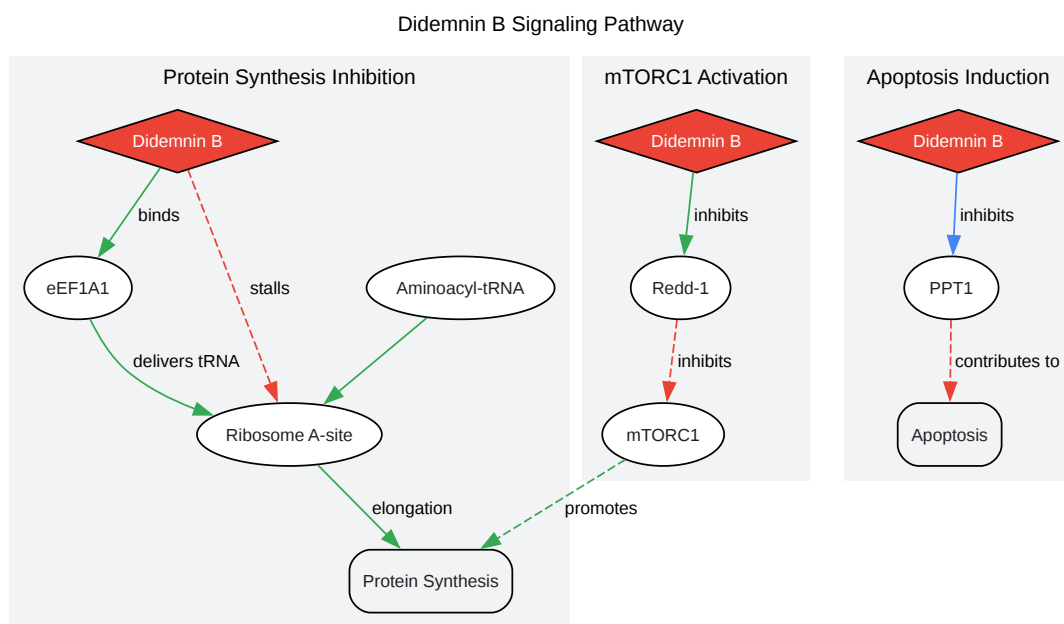 Didemnin B Signaling Pathway
Protein Synthesis Inhibition
Didemnin B
binds
eEF1A1
stalls
Aminoacyl-tRNA
delivers tRNA
Ribosome A-site
elongation
Protein Synthesis
mTORC1 Activation
Didemnin B
inhibits
Redd-1
inhibits
mTORC1
promotes
Apoptosis Induction
Didemnin B
inhibits
PPT1
contributes to
Apoptosis